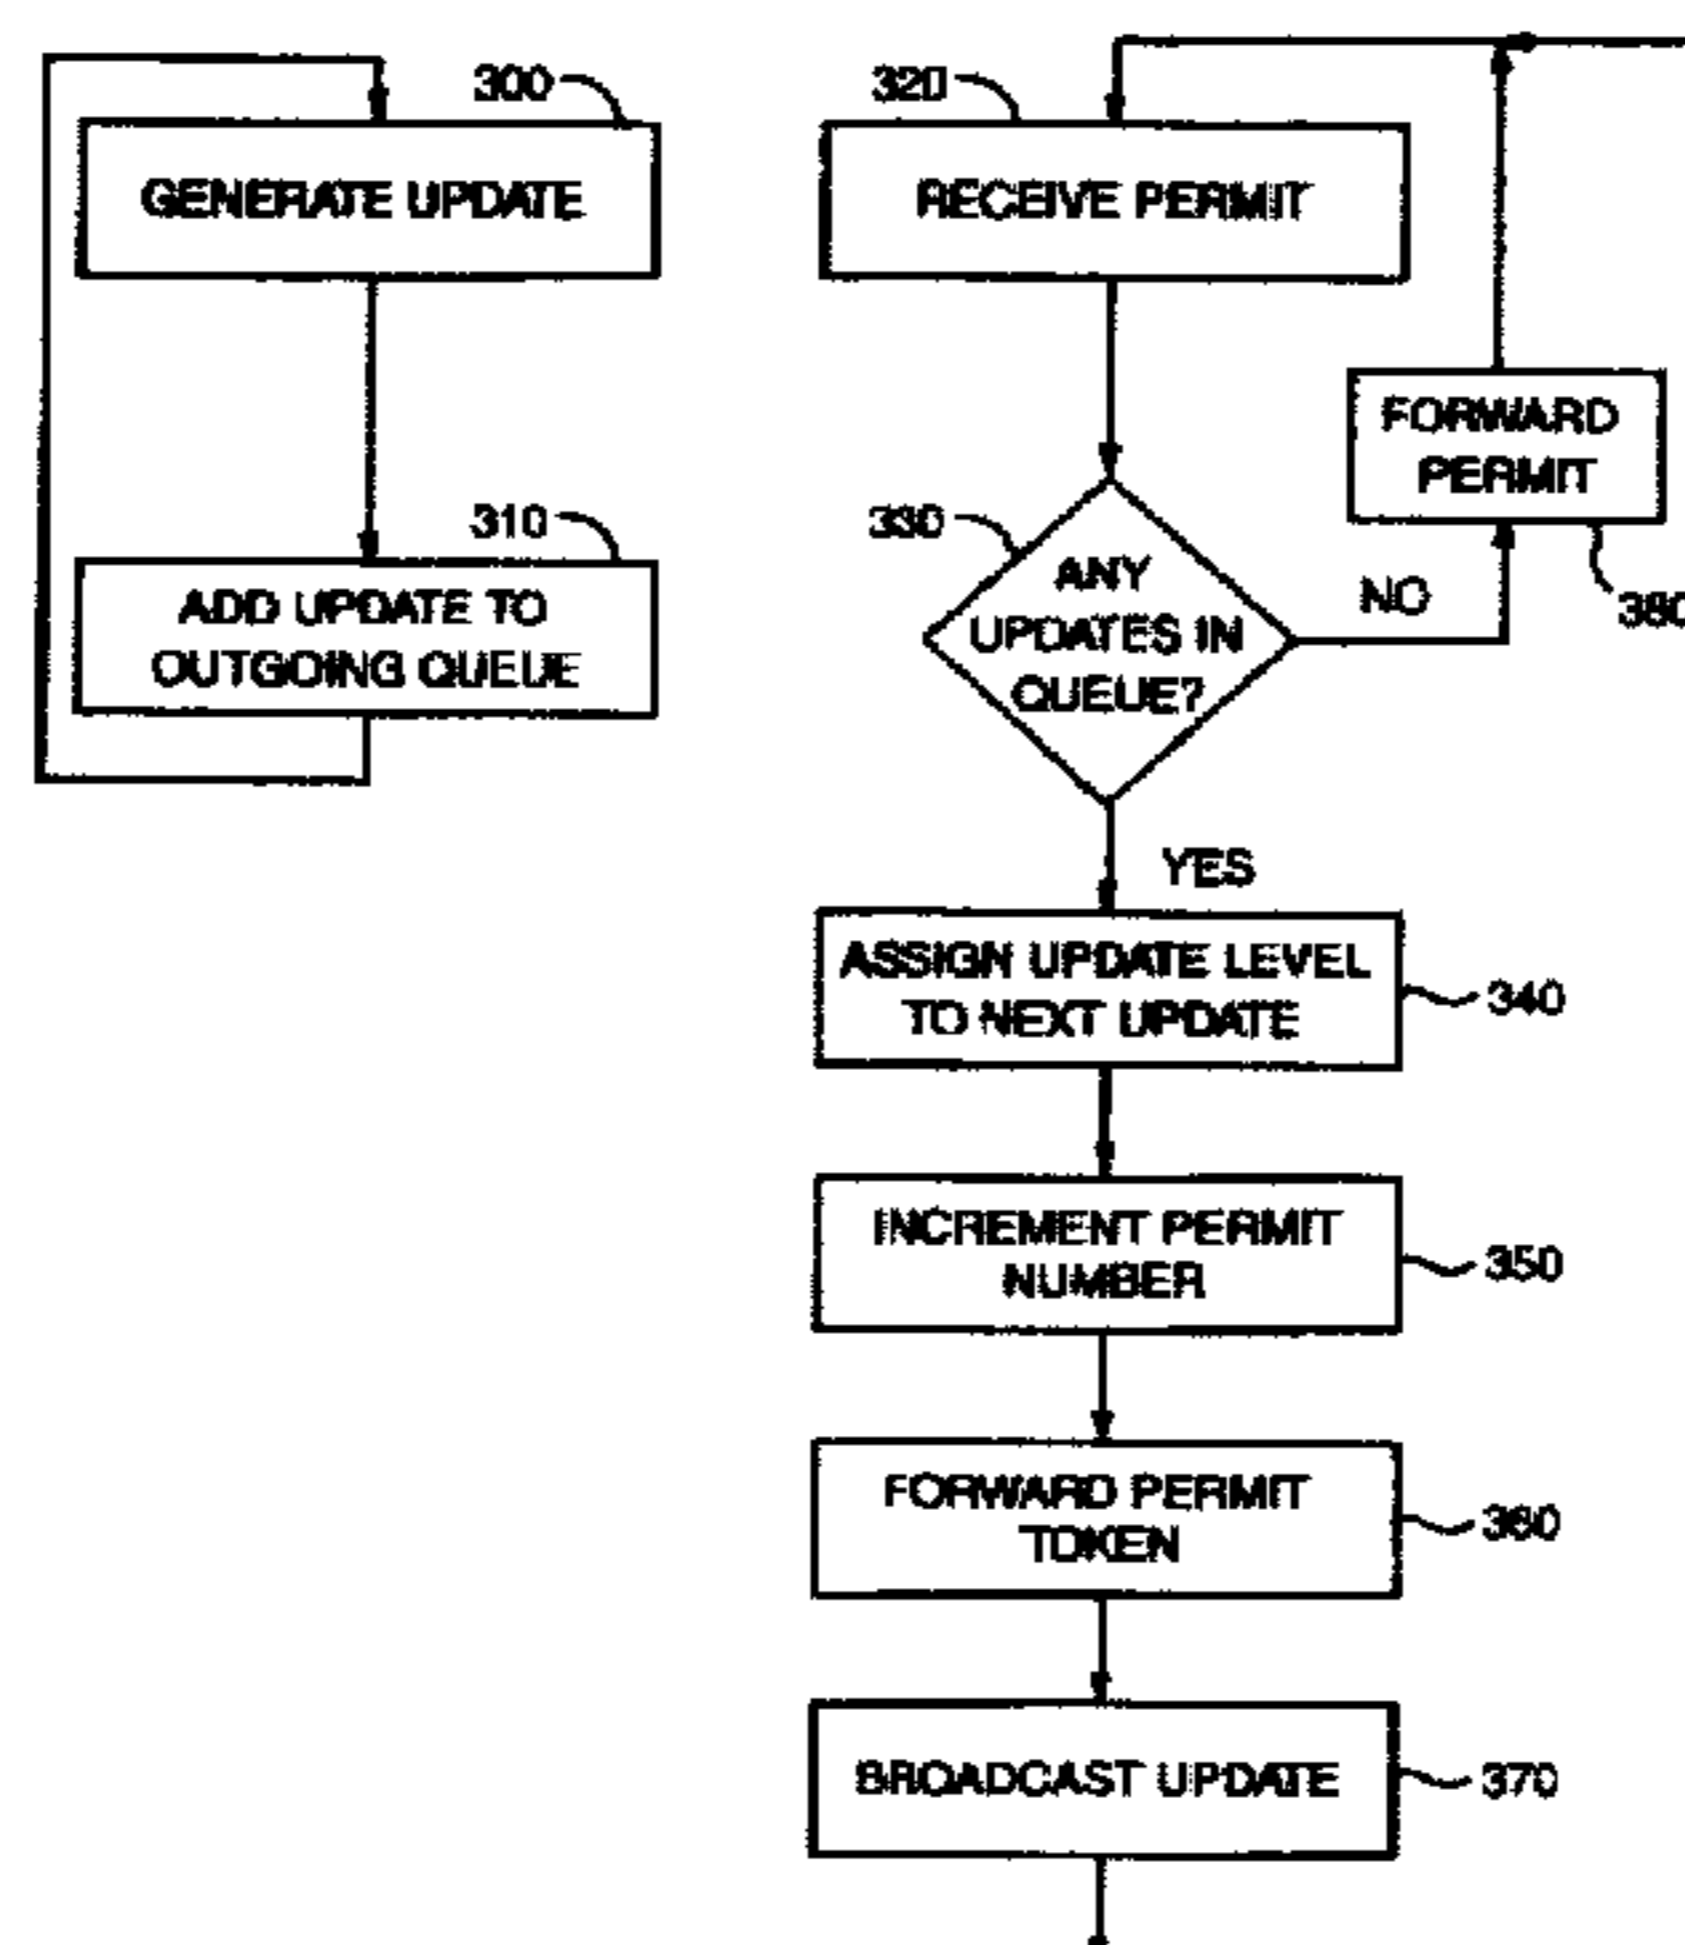 300
GENERATE UPDATE
310
ADD UPDATE TO
OUTGOING QUEUE
320
RECEIVE PERMIT
330
ANY
UPDATES IN
QUEUE?
NO
FORWARD
PERMIT
YES
ASSIGN UPDATE LEVEL
TO NEXT UPDATE
340
INCREMENT PERMIT
NUMBER
350
FORWARD PERMIT
TOKEN
360
BROADCAST UPDATE
370